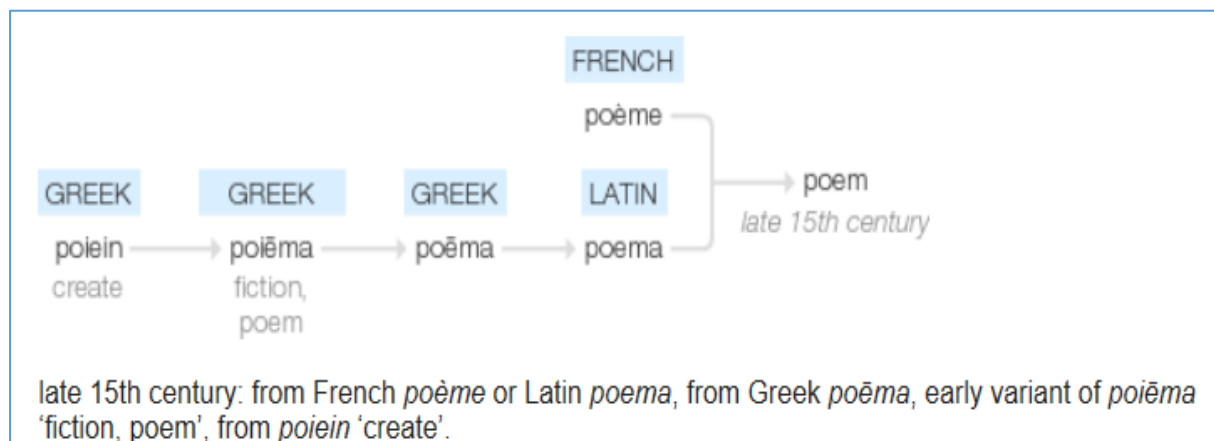 FRENCH
poème
GREEK GREEK GREEK LATIN
poem
late 15th century
poiein poiēma poēma poema
create fiction,
poem
late 15th century: from French poème or Latin poema, from Greek poēma, early variant of poiēma
‘fiction, poem’, from poiein ‘create’.